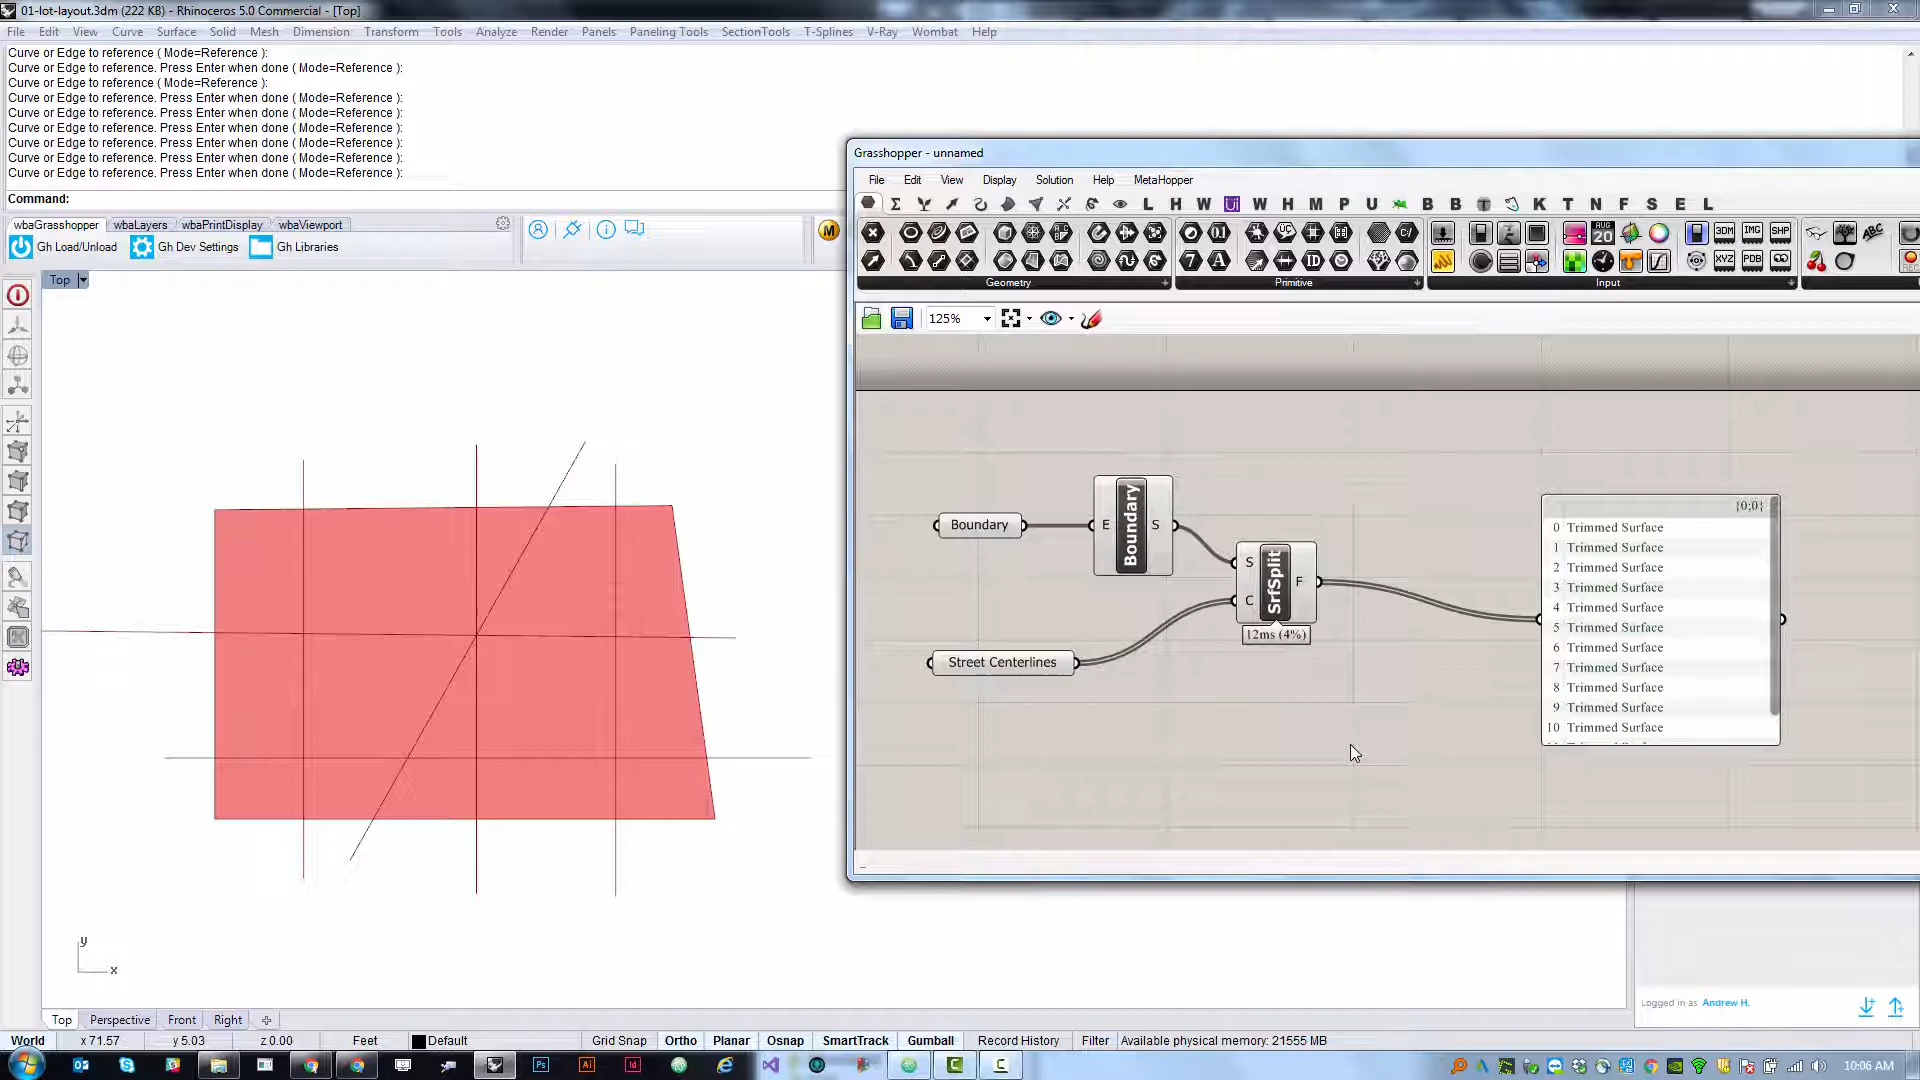 01-lot-layout.3dm (222 KB) - Rhinoceros 5.0 Commercial - [Top]
File Edit View Curve Surface Solid Mesh Dimension Transform Tools Analyze Render Panels Paneling Tools SectionTools T-Splines V-Ray Wombat Help
Curve or Edge to reference ( Mode=Reference ):
Curve or Edge to reference. Press Enter when done ( Mode=Reference ):
Curve or Edge to reference ( Mode=Reference ):
Curve or Edge to reference. Press Enter when done ( Mode=Reference ):
Curve or Edge to reference. Press Enter when done ( Mode=Reference ):
Curve or Edge to reference. Press Enter when done ( Mode=Reference ):
Curve or Edge to reference. Press Enter when done ( Mode=Reference ):
Curve or Edge to reference. Press Enter when done ( Mode=Reference ):
Curve or Edge to reference. Press Enter when done ( Mode=Reference ):
Command:
wbaGrasshopper wbaLayers wbaPrintDisplay wbaViewport
Gh Load/Unload Gh Dev Settings Gh Libraries
M
Top
Grasshopper - unnamed
File Edit View Display Solution Help MetaHopper
L H W Ui W H M P U B B T K T N F S E L
Geometry Primitive Input
AUG 20 3DM IMG SHP ABC
XYZ PDB
125%
Boundary
E Boundary S
S C SrfSplit F
12ms (4%)
Street Centerlines
{0;0}
0 Trimmed Surface
1 Trimmed Surface
2 Trimmed Surface
3 Trimmed Surface
4 Trimmed Surface
5 Trimmed Surface
6 Trimmed Surface
7 Trimmed Surface
8 Trimmed Surface
9 Trimmed Surface
10 Trimmed Surface
y
x
Logged in as Andrew H.
Top Perspective Front Right
World x 71.57 y 5.03 z 0.00 Feet Default Grid Snap Ortho Planar Osnap SmartTrack Gumball Record History Filter Available physical memory: 21555 MB
10:06 AM